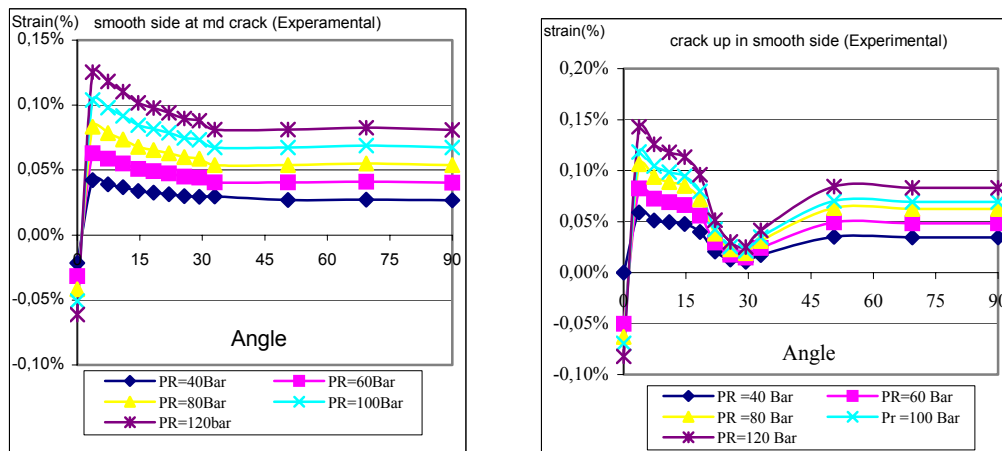 Strain(%) smooth side at md crack (Experamental)
0,15%
0,10%
0,05%
0,00%
0 15 30 45 60 75 90
-0,05%
-0,10%
Angle
PR=40Bar PR=60Bar
PR=80Bar PR=100Bar
PR=120bar
strain(%)
crack up in smooth side (Experimental)
0,20%
0,15%
0,10%
0,05%
0,00%
0 15 30 45 60 75 90
-0,05%
-0,10%
Angle
PR =40 Bar PR=60 Bar
PR =80 Bar Pr =100 Bar
PR=120 Bar